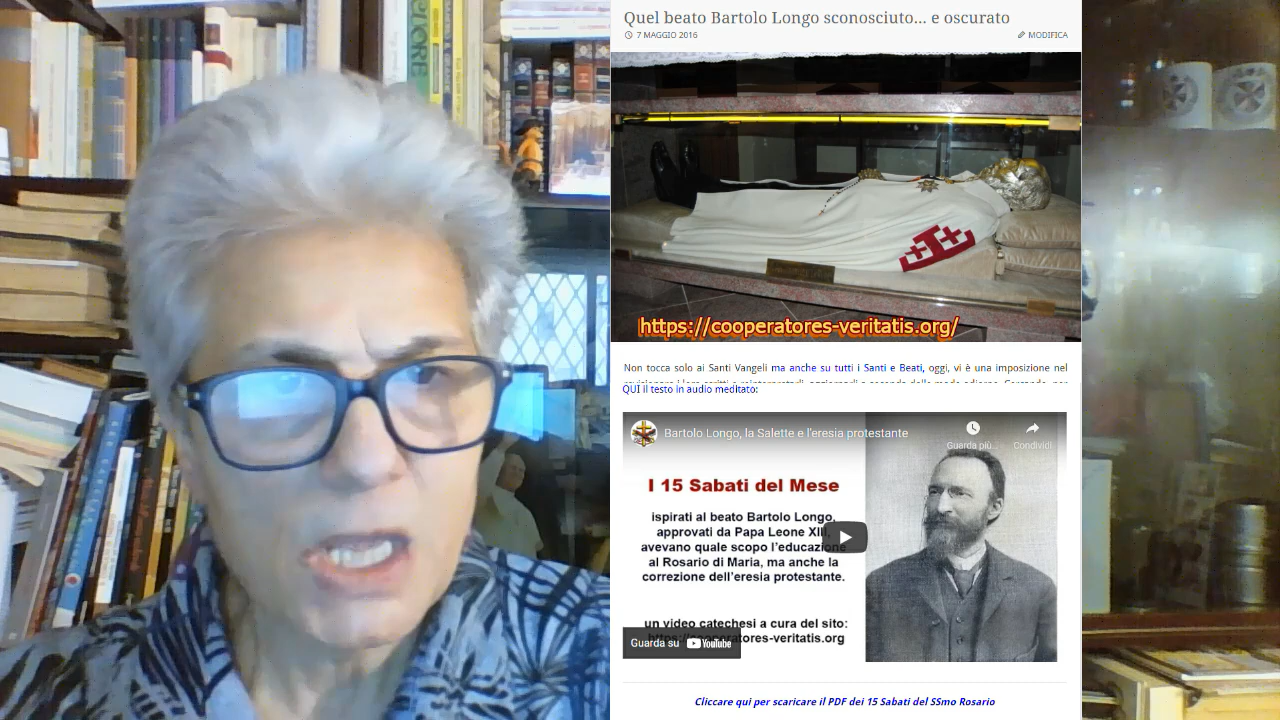 Quel beato Bartolo Longo sconosciuto... e oscurato
7 MAGGIO 2016
MODIFICA
https://cooperatores-veritatis.org/
Non tocca solo ai Santi Vangeli ma anche su tutti i Santi e Beati, oggi, vi è una imposizione nel
QUI il testo in audio meditato:
Bartolo Longo, la Salette e l'eresia protestante
Guarda più...
Condividi
I 15 Sabati del Mese
ispirati al beato Bartolo Longo,
approvati da Papa Leone XIII,
avevano quale scopo l'educazione
al Rosario di Maria, ma anche la
correzione dell'eresia protestante.
un video catechesi a cura del sito:
https://cooperatores-veritatis.org
Guarda su YouTube
Cliccare qui per scaricare il PDF dei 15 Sabati del SSmo Rosario